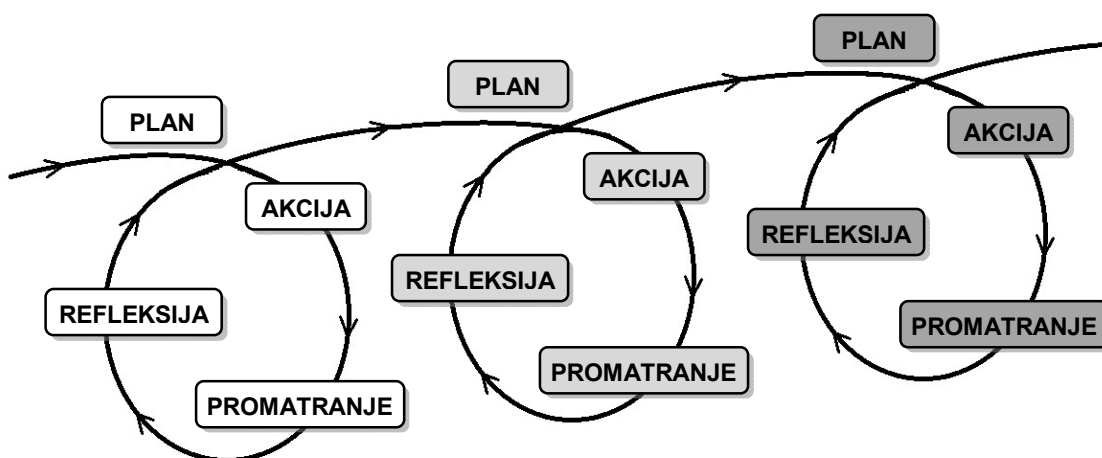 PLAN
AKCIJA
PROMATRANJE
REFLEKSIJA
PLAN
AKCIJA
PROMATRANJE
REFLEKSIJA
PLAN
AKCIJA
PROMATRANJE
REFLEKSIJA